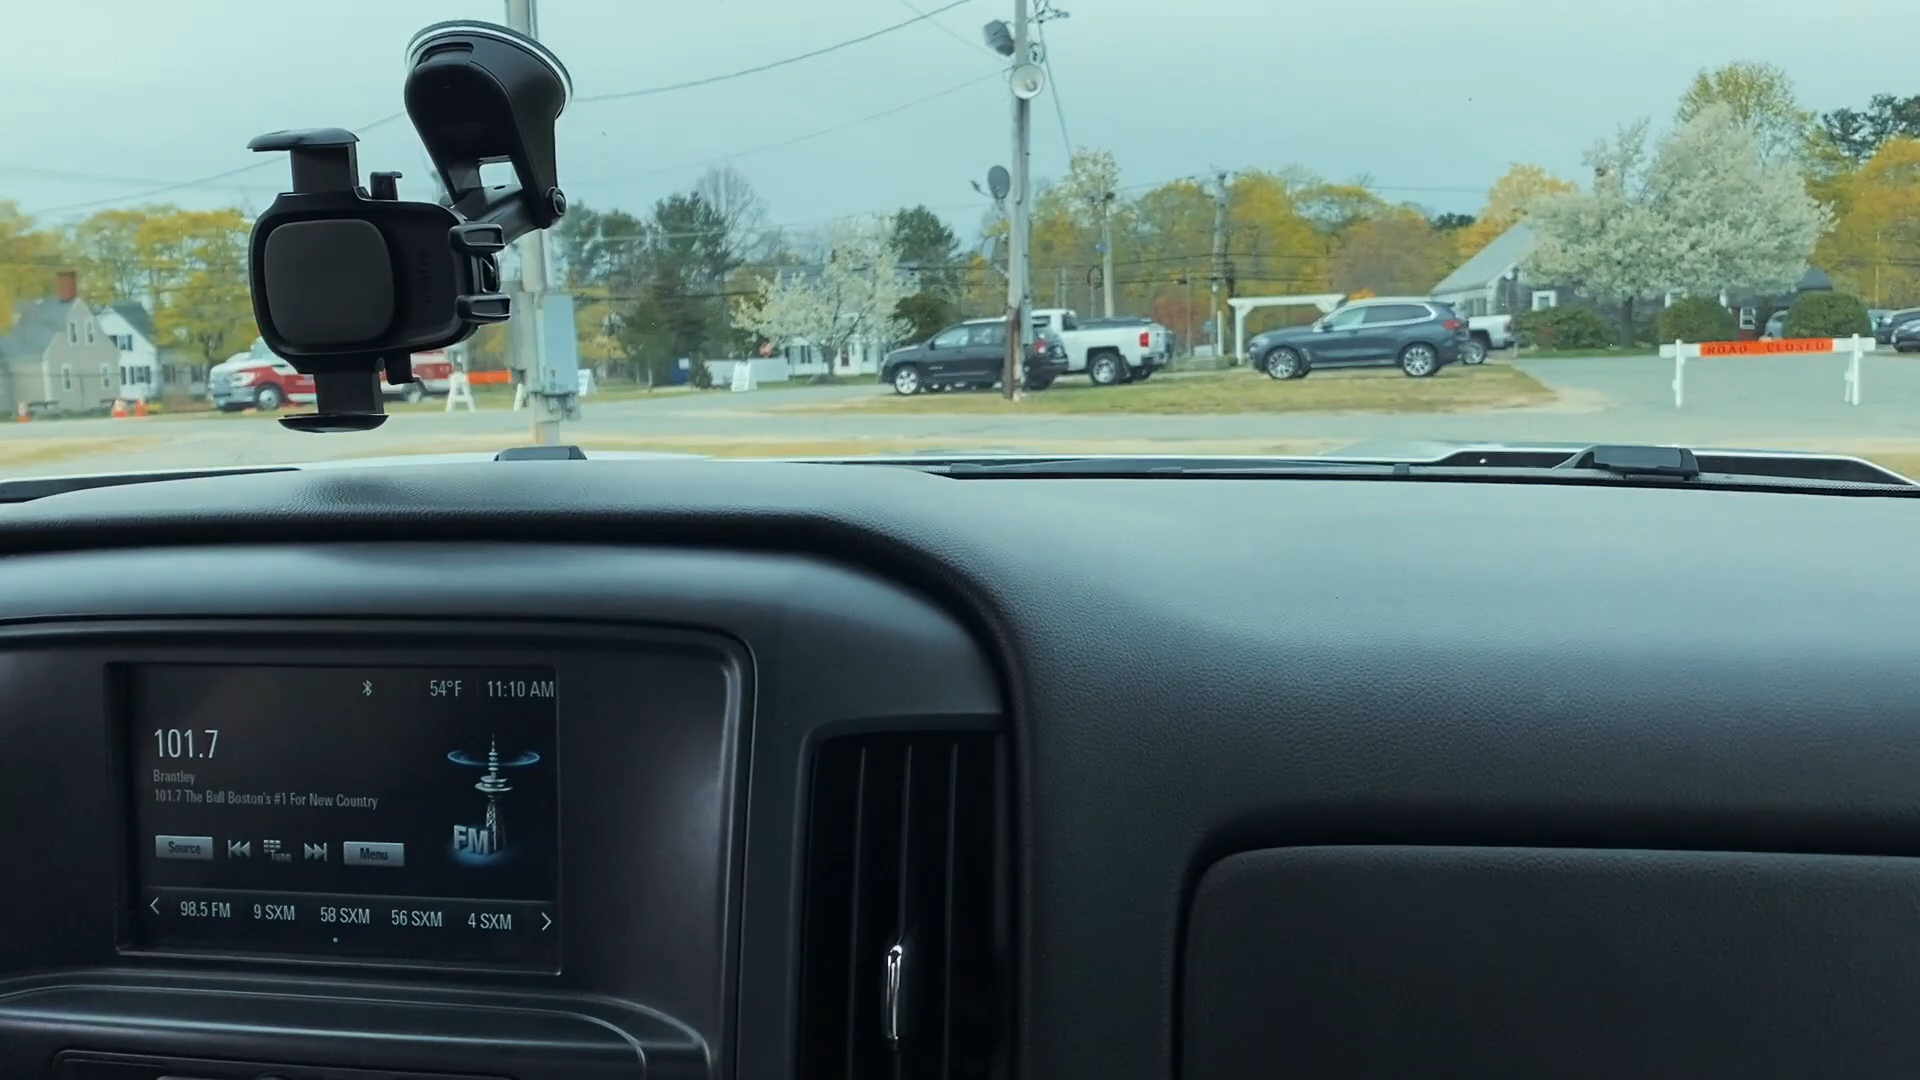 ROAD CLOSED
54°F 11:10 AM
101.7
Brantley
101.7 The Bull Boston's #1 For New Country
Source
Tune
Menu
FM
98.5 FM 9 SXM 58 SXM 56 SXM 4 SXM